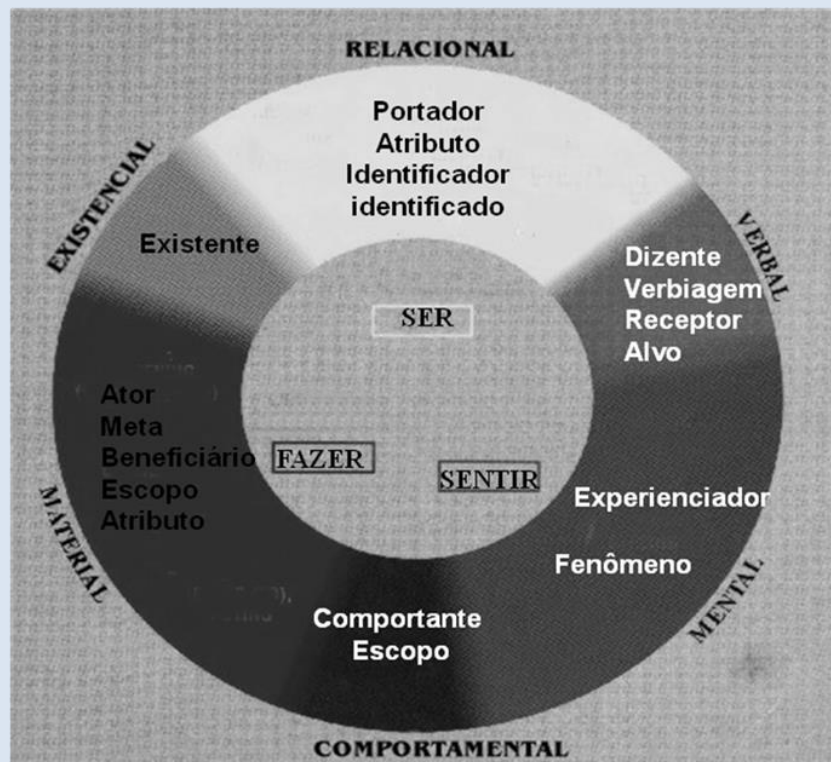 RELACIONAL
Portador
Atributo
Identificador
identificado
EXISTENCIAL
Existente
VERBAL
Dizente
Verbiagem
Receptor
Alvo
SER
FAZER
SENTIR
Ator
Meta
Beneficiário
Escopo
Atributo
MATERIAL
Experienciador
Fenômeno
MENTAL
Comportante
Escopo
COMPORTAMENTAL